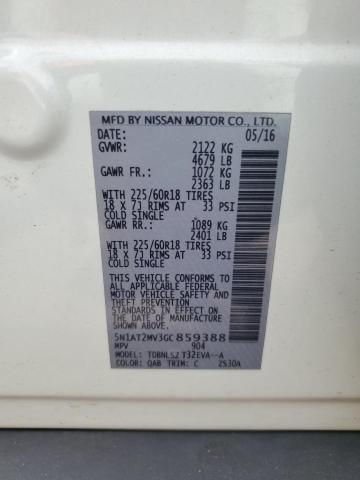 MFD BY NISSAN MOTOR CO., LTD.
DATE: 05/16
GVWR: 2122 KG
4679 LB
GAWR FR.: 1072 KG
2363 LB
WITH 225/60R18 TIRES
18 X 7J RIMS AT 33 PSI
COLD SINGLE
GAWR RR.: 1089 KG
2401 LB
WITH 225/60R18 TIRES
18 X 7J RIMS AT 33 PSI
COLD SINGLE
THIS VEHICLE CONFORMS TO
ALL APPLICABLE FEDERAL
MOTOR VEHICLE SAFETY
AND THEFT PREVENTION
STANDARDS IN EFFECT ON
THE DATE OF MANUFACTURE
SHOWN ABOVE.
5N1AT2MV3GC859388
MPV 904
MODEL: TDBNLSZ T32EVA--A
COLOR: QAB TRIM: C ZS30A